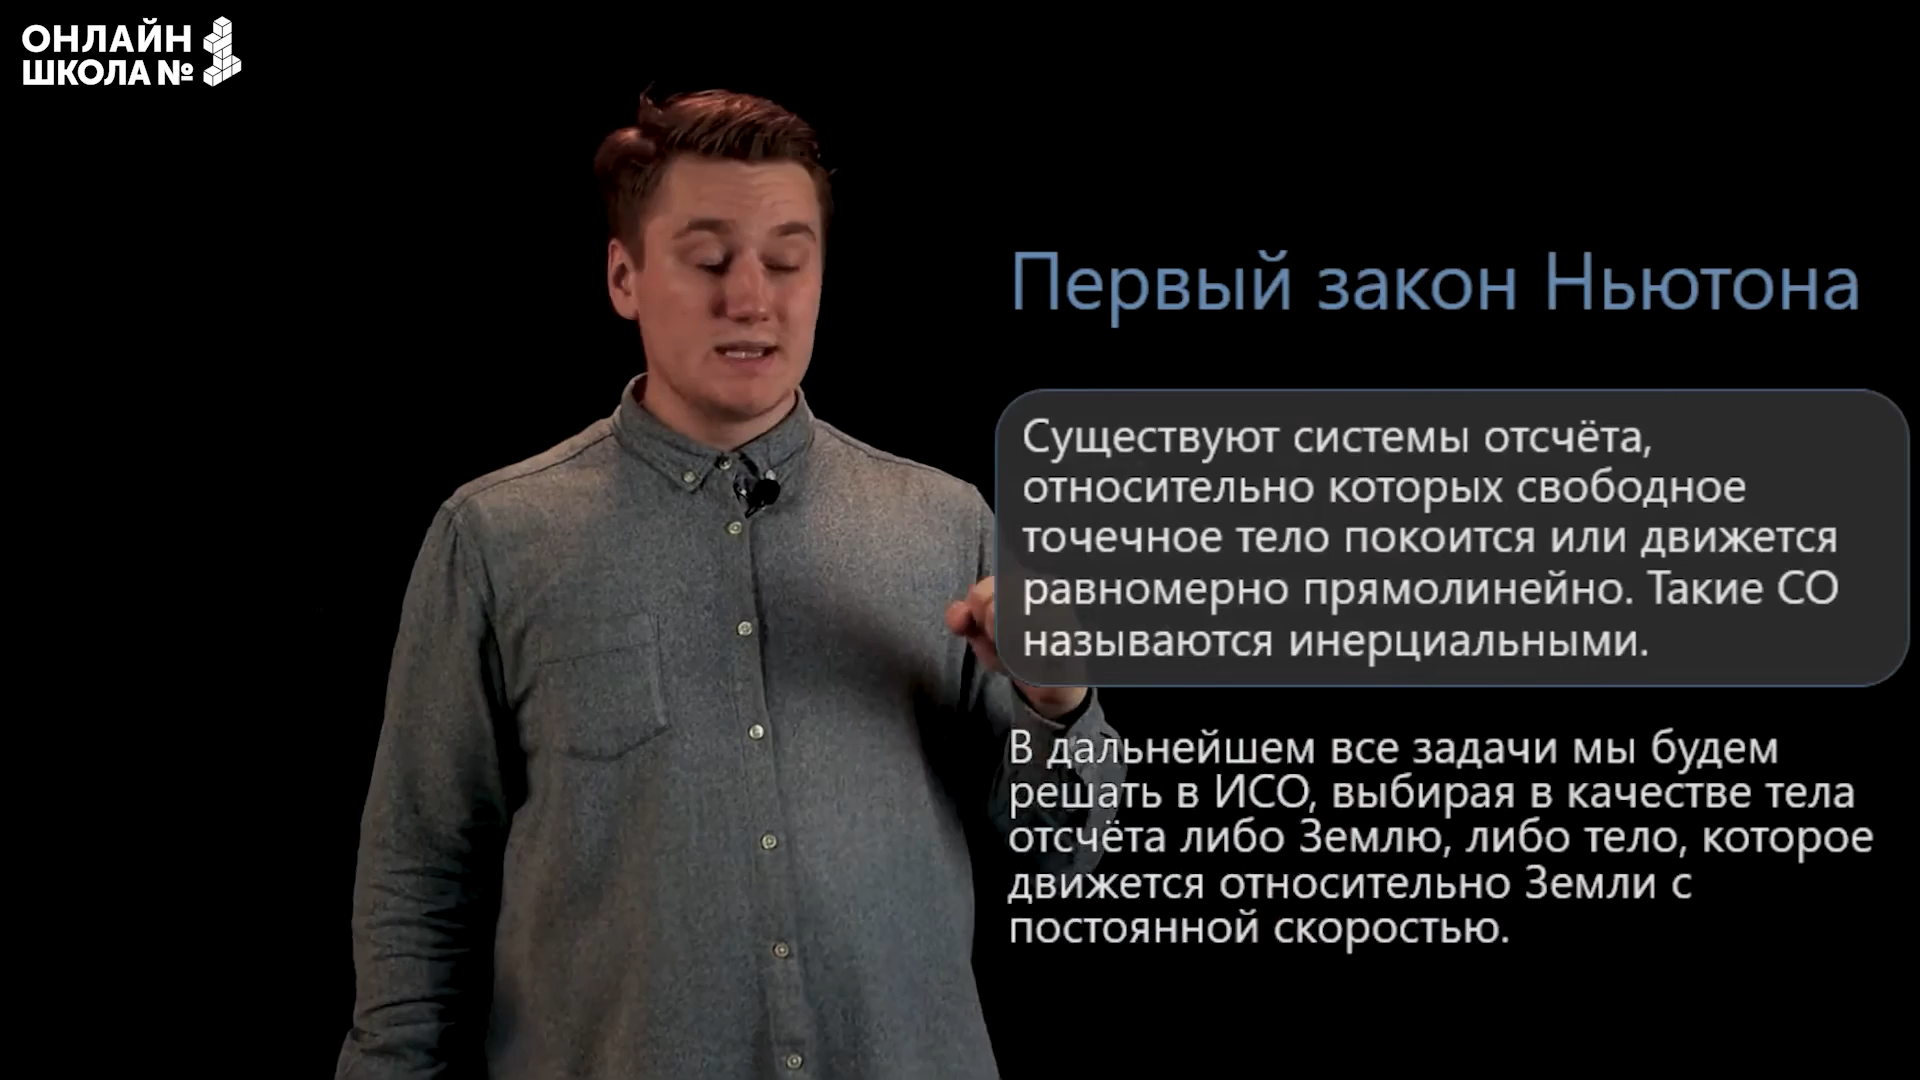 ОНЛАЙН
ШКОЛА №
Первый закон Ньютона
Существуют системы отсчёта,
относительно которых свободное
точечное тело покоится или движется
равномерно прямолинейно. Такие СО
называются инерциальными.
В дальнейшем все задачи мы будем
решать в ИСО, выбирая в качестве тела
отсчёта либо Землю, либо тело, которое
движется относительно Земли с
постоянной скоростью.